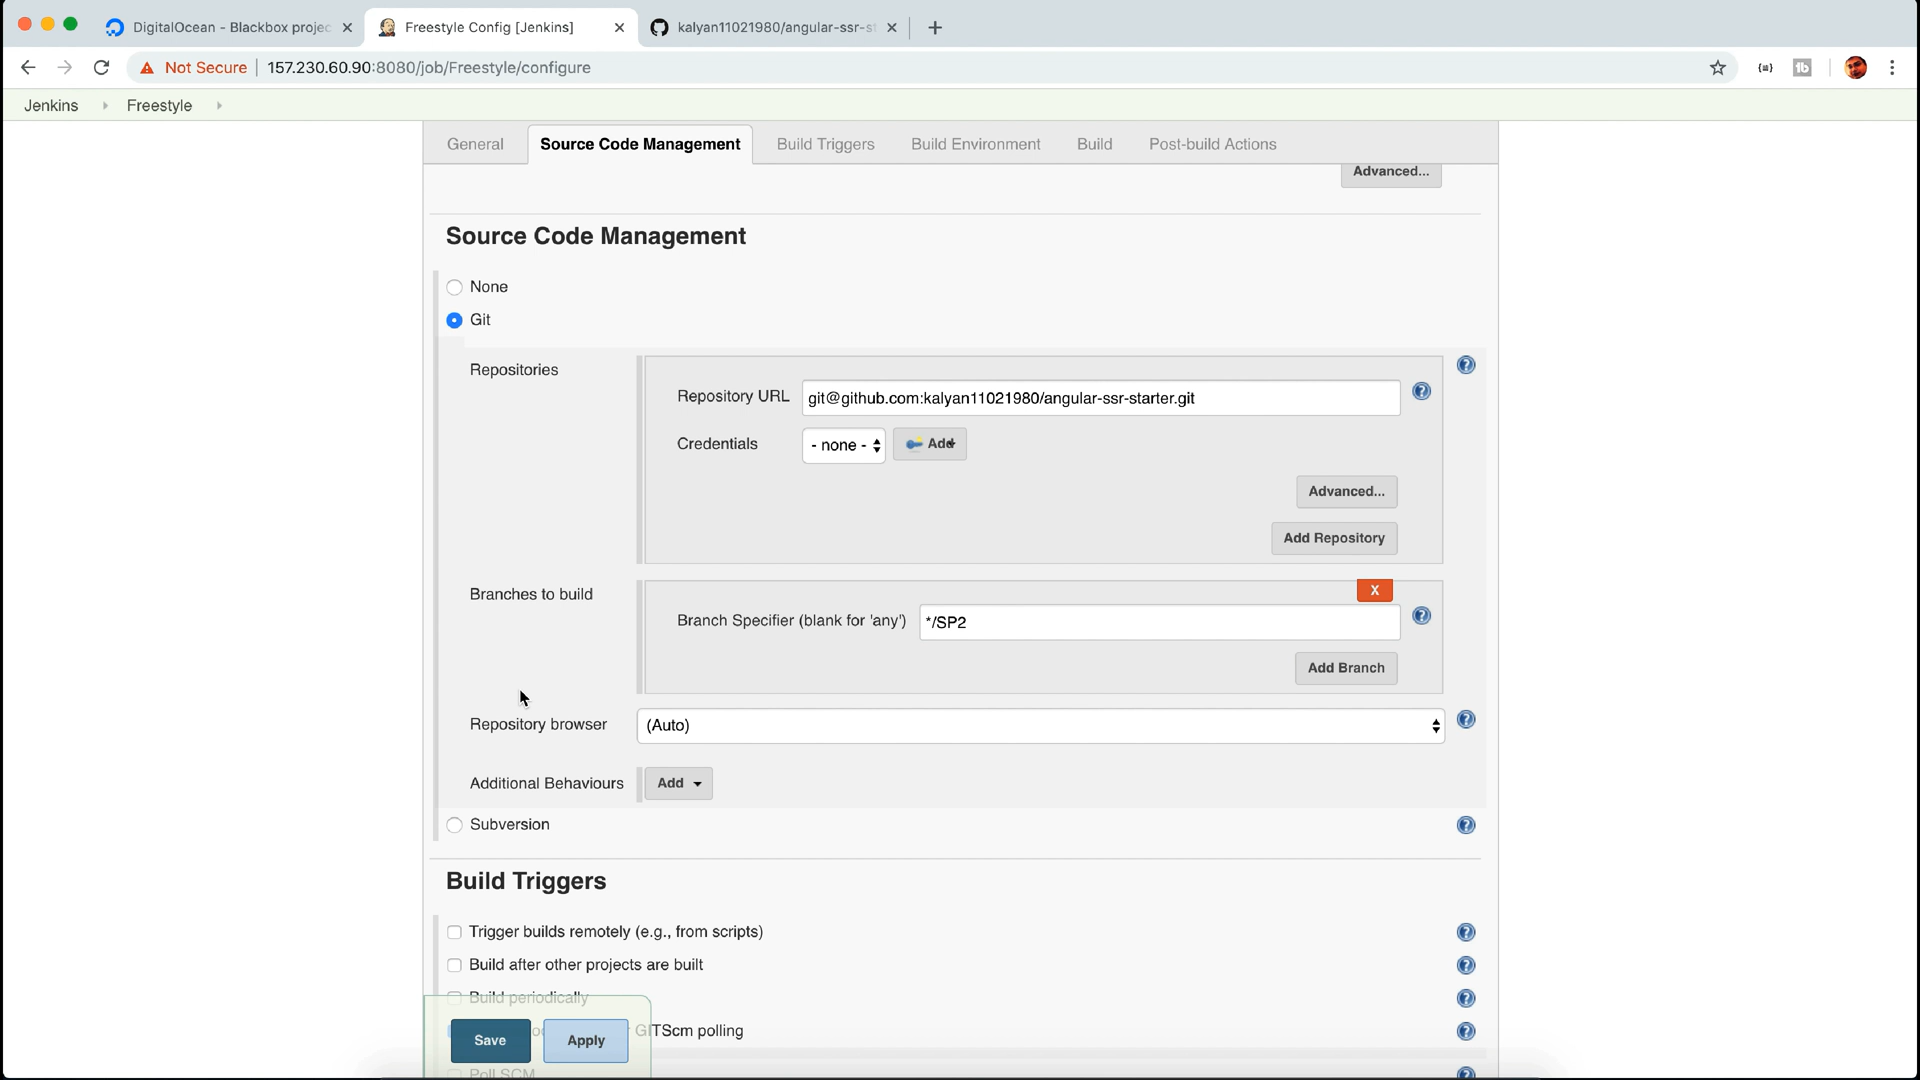 DigitalOcean - Blackbox projec
Freestyle Config [Jenkins]
kalyan11021980/angular-ssr-st
Not Secure
157.230.60.90:8080/job/Freestyle/configure
Jenkins
Freestyle
General
Source Code Management
Build Triggers
Build Environment
Build
Post-build Actions
Advanced...
Source Code Management
None
Git
Repositories
Repository URL
git@github.com:kalyan11021980/angular-ssr-starter.git
Credentials
- none -
Add
Advanced...
Add Repository
Branches to build
X
Branch Specifier (blank for 'any')
*/SP2
Add Branch
Repository browser
(Auto)
Additional Behaviours
Add
Subversion
Build Triggers
Trigger builds remotely (e.g., from scripts)
Build after other projects are built
Build periodically
GITScm polling
Save
Apply
Poll SCM